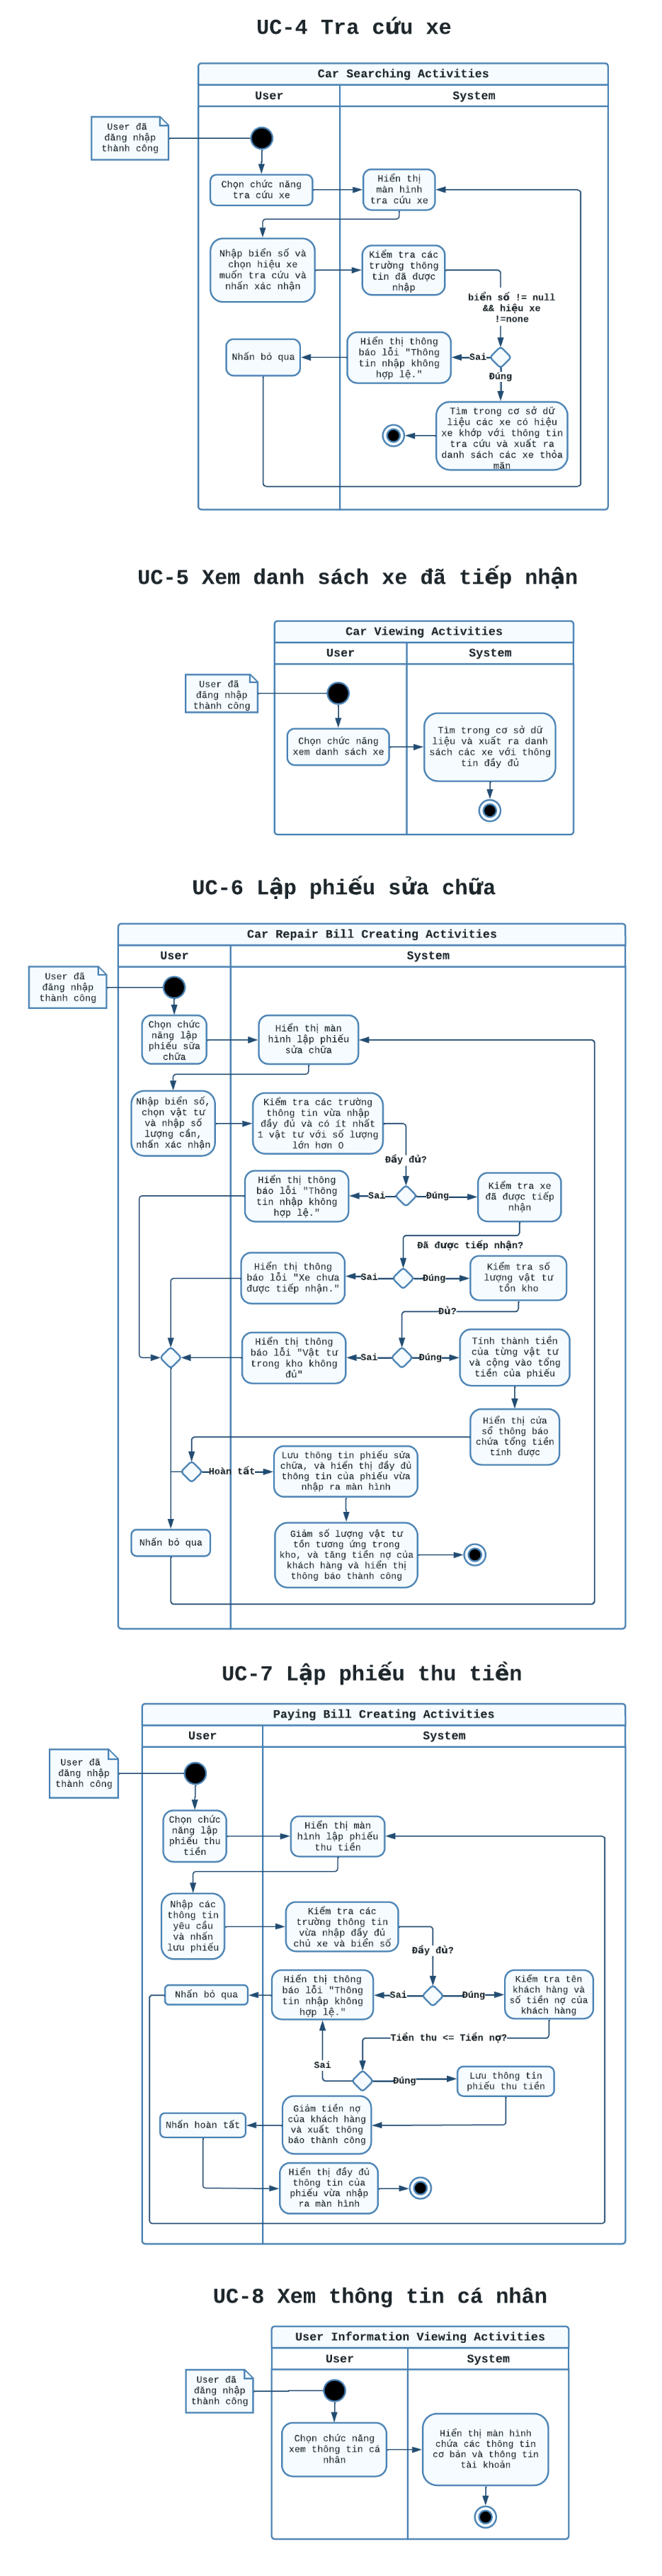 UC-4 Tra cứu xe
Car Searching Activities
User
System
User đã
đăng nhập
thành công
Chọn chức năng
tra cứu xe
Hiển thị
màn hình
tra cứu xe
Nhập biển số và
chọn hiệu xe
muốn tra cứu và
nhấn xác nhận
Kiểm tra các
trường thông
tin đã được
nhập
biển số != null
&& hiệu xe
!=none
Nhấn bỏ qua
Hiển thị thông
báo lỗi "Thông
tin nhập không
hợp lệ."
Sai
Đúng
Tìm trong cơ sở dữ
liệu các xe có hiệu
xe khớp với thông tin
tra cứu và xuất ra
danh sách các xe thỏa
mãn
UC-5 Xem danh sách xe đã tiếp nhận
Car Viewing Activities
User
System
User đã
đăng nhập
thành công
Chọn chức năng
xem danh sách xe
Tìm trong cơ sở dữ
liệu và xuất ra danh
sách các xe với thông
tin đầy đủ
UC-6 Lập phiếu sửa chữa
Car Repair Bill Creating Activities
User
System
User đã
đăng nhập
thành công
Chọn chức
năng lập
phiếu sữa
chữa
Hiển thị màn
hình lập phiếu
sửa chữa
Nhập biển số,
chọn vật tư
và nhập số
lượng cần,
nhấn xác nhận
Kiểm tra các trường
thông tin vừa nhập
đầy đủ và có ít nhất
1 vật tư với số lượng
lớn hơn 0
Đầy đủ?
Hiển thị thông
báo lỗi "Thông
tin nhập không
hợp lệ."
Sai
Đúng
Kiểm tra xe
đã được tiếp
nhận
Đã được tiếp nhận?
Hiển thị thông
báo lỗi "Xe chưa
được tiếp nhận."
Sai
Đúng
Kiểm tra số
lượng vật tư
tồn kho
Đủ?
Hiển thị thông
báo lỗi "Vật tư
trong kho không
đủ"
Sai
Đúng
Tính thành tiền
của từng vật tư
và cộng vào tổng
tiền của phiếu
Hiển thị cửa
sổ thông báo
chứa tổng tiền
tính được
Hoàn tất
Lưu thông tin phiếu sửa
chữa, và hiển thị đầy đủ
thông tin của phiếu vừa
nhập ra màn hình
Nhấn bỏ qua
Giảm số lượng vật tư
tồn tương ứng trong
kho, và tăng tiền nợ của
khách hàng và hiển thị
thông báo thành công
UC-7 Lập phiếu thu tiền
Paying Bill Creating Activities
User
System
User đã
đăng nhập
thành công
Chọn chức
năng lập
phiếu thu
tiền
Hiển thị màn
hình lập phiếu
thu tiền
Nhập các
thông tin
yêu cầu
và nhấn
lưu phiếu
Kiểm tra các
trường thông tin
vừa nhập đầy đủ
chủ xe và biển số
Đầy đủ?
Nhấn bỏ qua
Hiển thị thông
báo lỗi "Thông
tin nhập không
hợp lệ."
Sai
Đúng
Kiểm tra tên
khách hàng và
số tiền nợ của
khách hàng
Tiền thu <= Tiền nợ?
Sai
Đúng
Lưu thông tin
phiếu thu tiền
Nhấn hoàn tất
Giảm tiền nợ
của khách hàng
và xuất thông
báo thành công
Hiển thị đầy đủ
thông tin của
phiếu vừa nhập
ra màn hình
UC-8 Xem thông tin cá nhân
User Information Viewing Activities
User
System
User đã
đăng nhập
thành công
Chọn chức năng
xem thông tin cá
nhân
Hiển thị màn hình
chứa các thông tin
cơ bản và thông tin
tài khoản